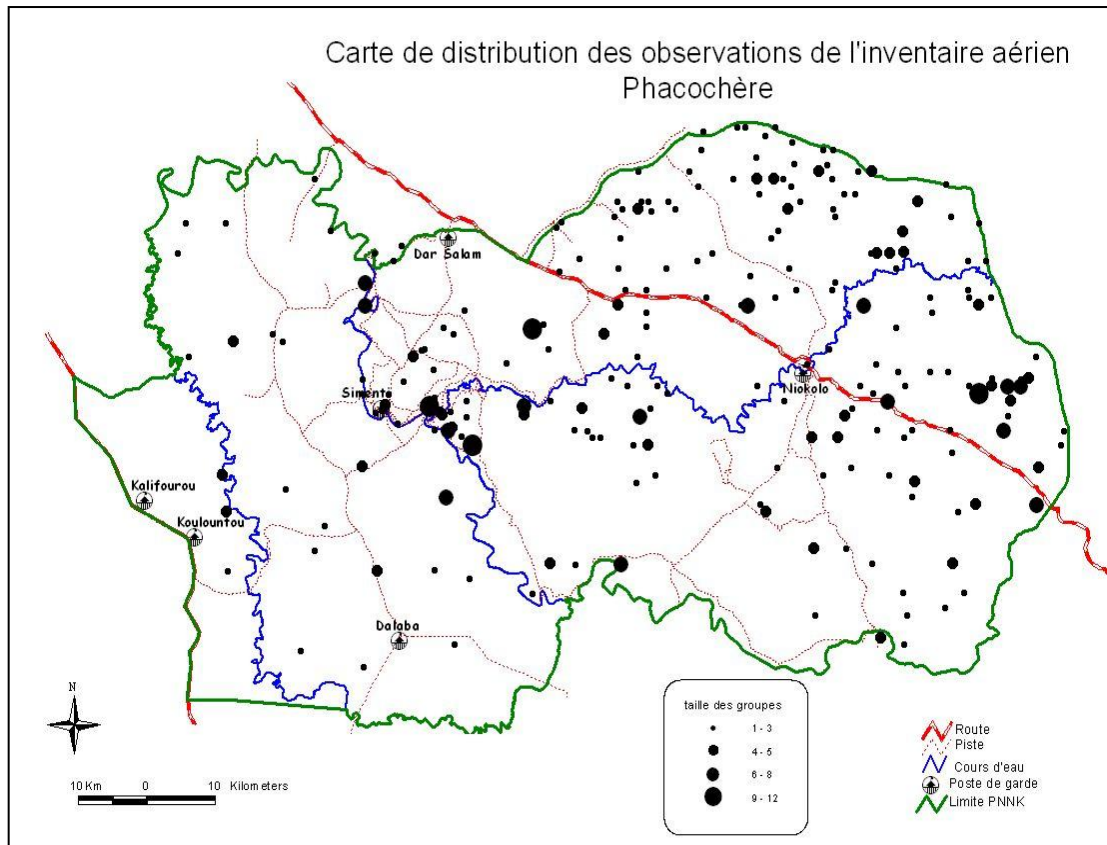 Carte de distribution des observations de l'inventaire aérien
Phacochère
Dar Salam
Niokolo
Simenti
Kalifourou
Koulountou
Dalaba
N
10 Km 0 10 Kilometers
taille des groupes
1 - 3
4 - 5
6 - 8
9 - 12
Route
Piste
Cours d'eau
Poste de garde
Limite PNNK